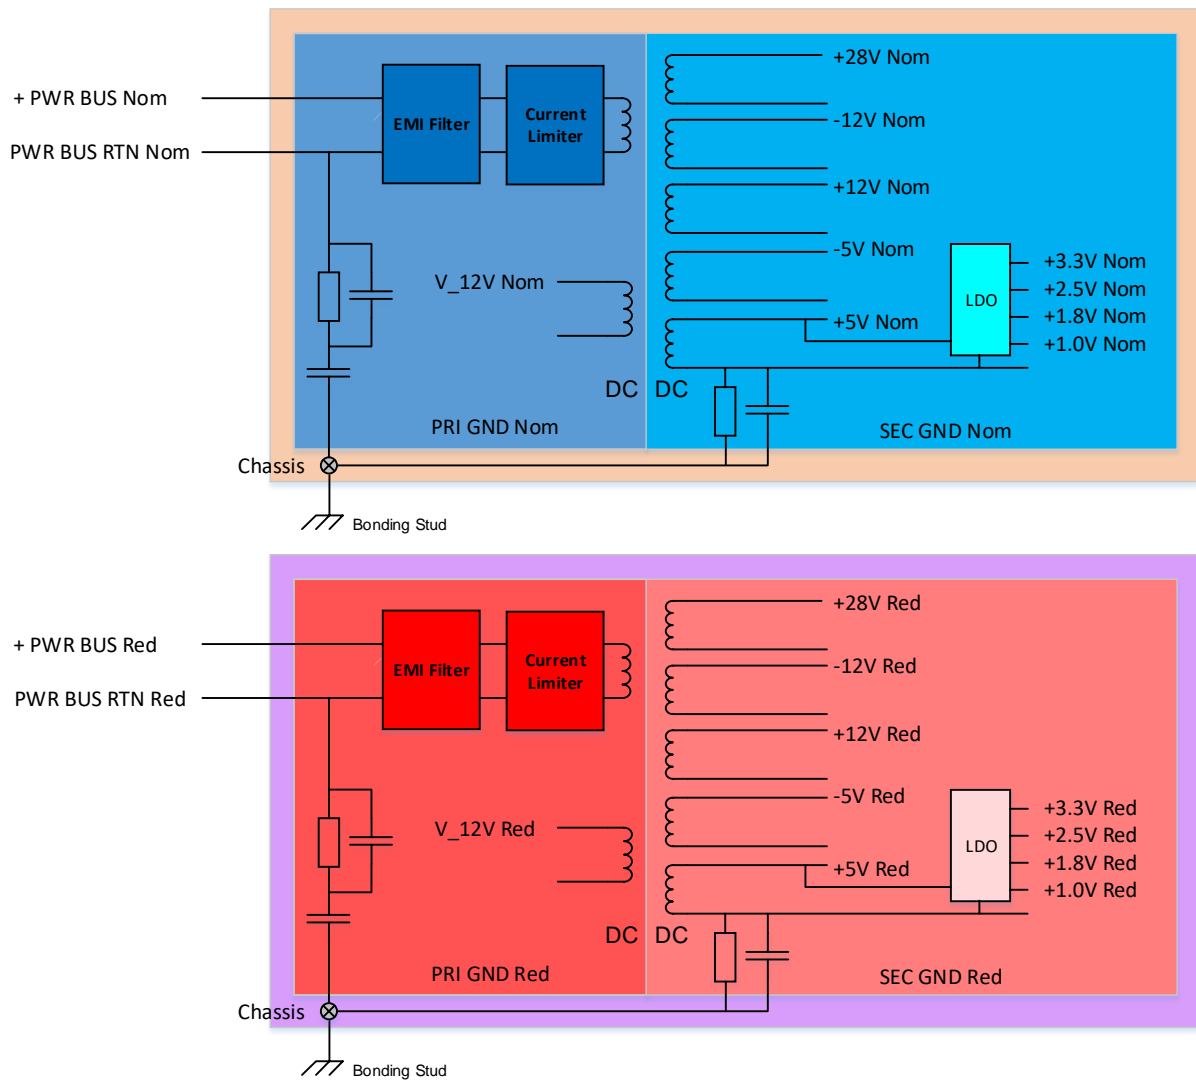 +28V Nom
+ PWR BUS Nom
EMI Filter
Current
Limiter
-12V Nom
PWR BUS RTN Nom
+12V Nom
-5V Nom
+3.3V Nom
V_12V Nom
+2.5V Nom
LDO
+5V Nom
+1.8V Nom
+1.0V Nom
DC DC
PRI GND Nom
SEC GND Nom
Chassis
Bonding Stud
+28V Red
+ PWR BUS Red
EMI Filter
Current
Limiter
-12V Red
PWR BUS RTN Red
+12V Red
-5V Red
+3.3V Red
V_12V Red
+2.5V Red
LDO
+5V Red
+1.8V Red
+1.0V Red
DC DC
PRI GND Red
SEC GND Red
Chassis
Bonding Stud